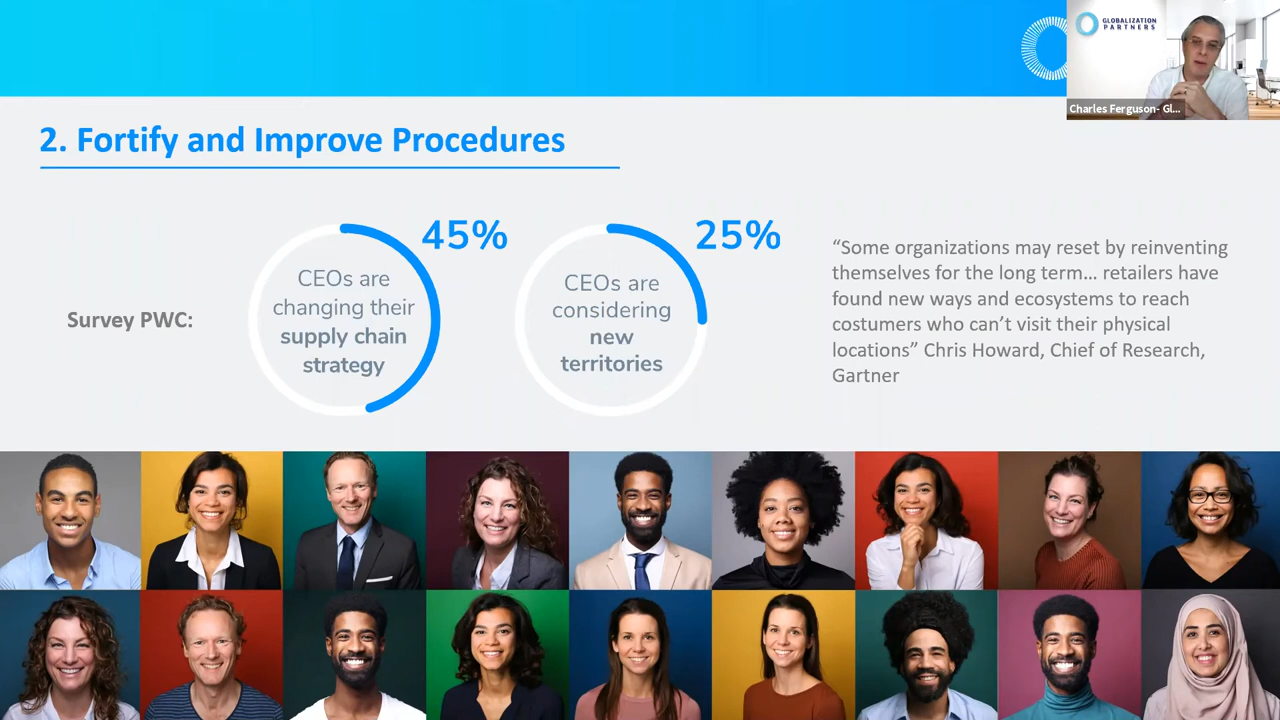 GLOBALIZATION
PARTNERS
Charles Ferguson- Gl...
2. Fortify and Improve Procedures
Survey PWC:
45%
CEOs are
changing their
supply chain
strategy
25%
CEOs are
considering
new
territories
“Some organizations may reset by reinventing
themselves for the long term... retailers have
found new ways and ecosystems to reach
costumers who can’t visit their physical
locations” Chris Howard, Chief of Research,
Gartner